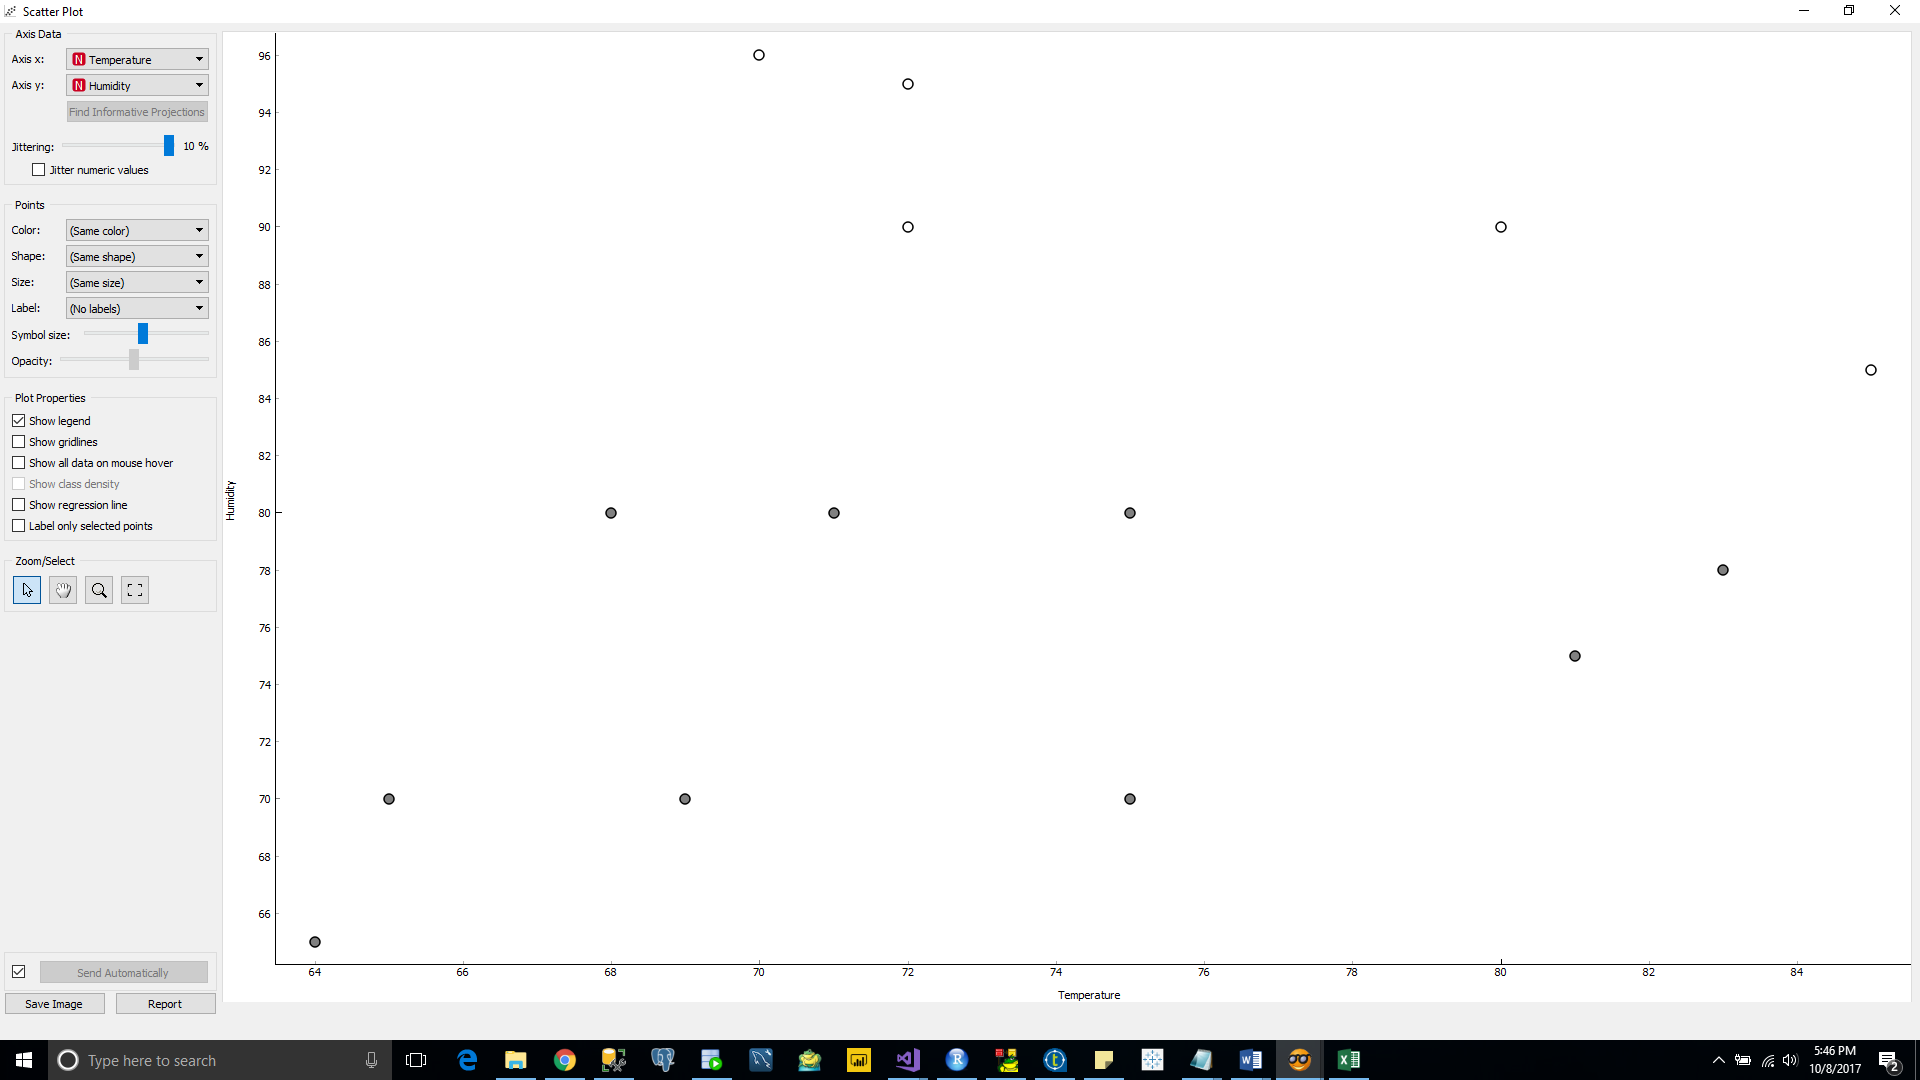 Scatter Plot
Axis Data
Axis x: N Temperature
Axis y: N Humidity
Find Informative Projections
Jittering: 10 %
Jitter numeric values
Points
Color: (Same color)
Shape: (Same shape)
Size: (Same size)
Label: (No labels)
Symbol size:
Opacity:
Plot Properties
Show legend
Show gridlines
Show all data on mouse hover
Show class density
Show regression line
Label only selected points
Zoom/Select
Send Automatically
Save Image Report
96
94
92
90
88
86
84
82
80
78
76
74
72
70
68
66
Humidity
64 66 68 70 72 74 76 78 80 82 84
Temperature
Type here to search
5:46 PM
10/8/2017
2